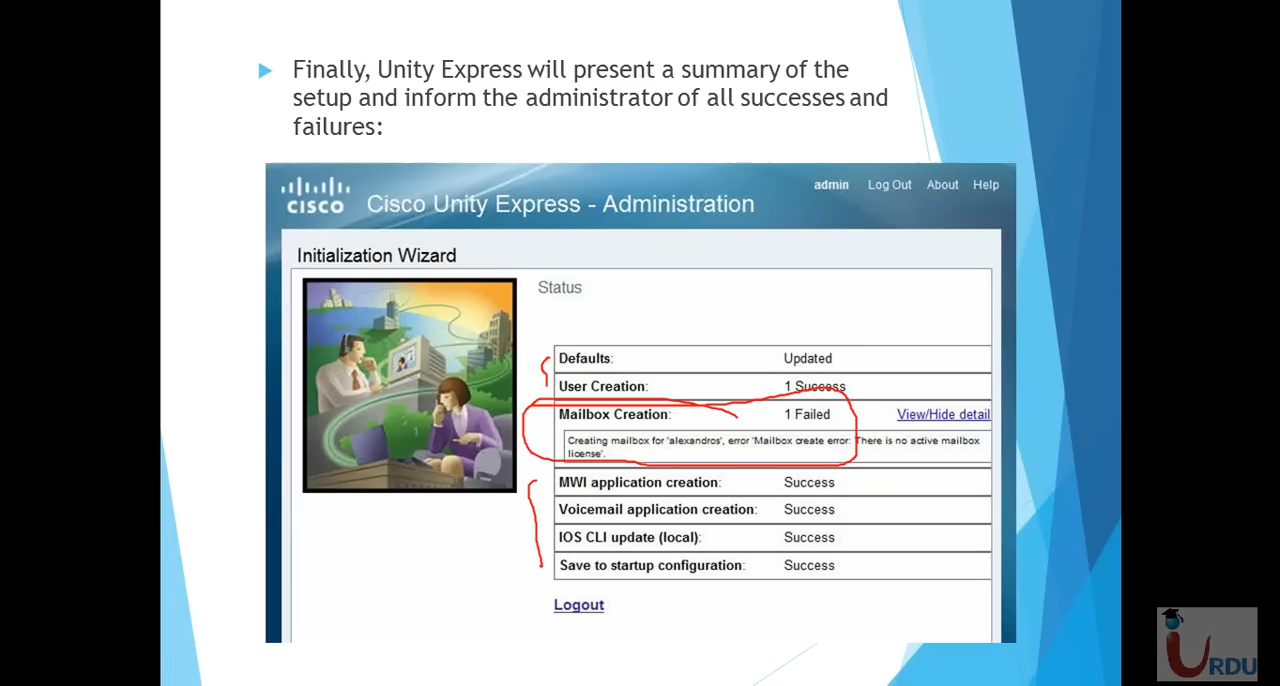 Finally, Unity Express will present a summary of the
setup and inform the administrator of all successes and
failures:
admin Log Out About Help
CISCO Cisco Unity Express - Administration
Initialization Wizard
Status
Defaults: Updated
User Creation: 1 Success
Mailbox Creation: 1 Failed View/Hide detail
Creating mailbox for 'alexandros', error 'Mailbox create error: There is no active mailbox
license'.
MWI application creation: Success
Voicemail application creation: Success
IOS CLI update (local): Success
Save to startup configuration: Success
Logout
iURDU